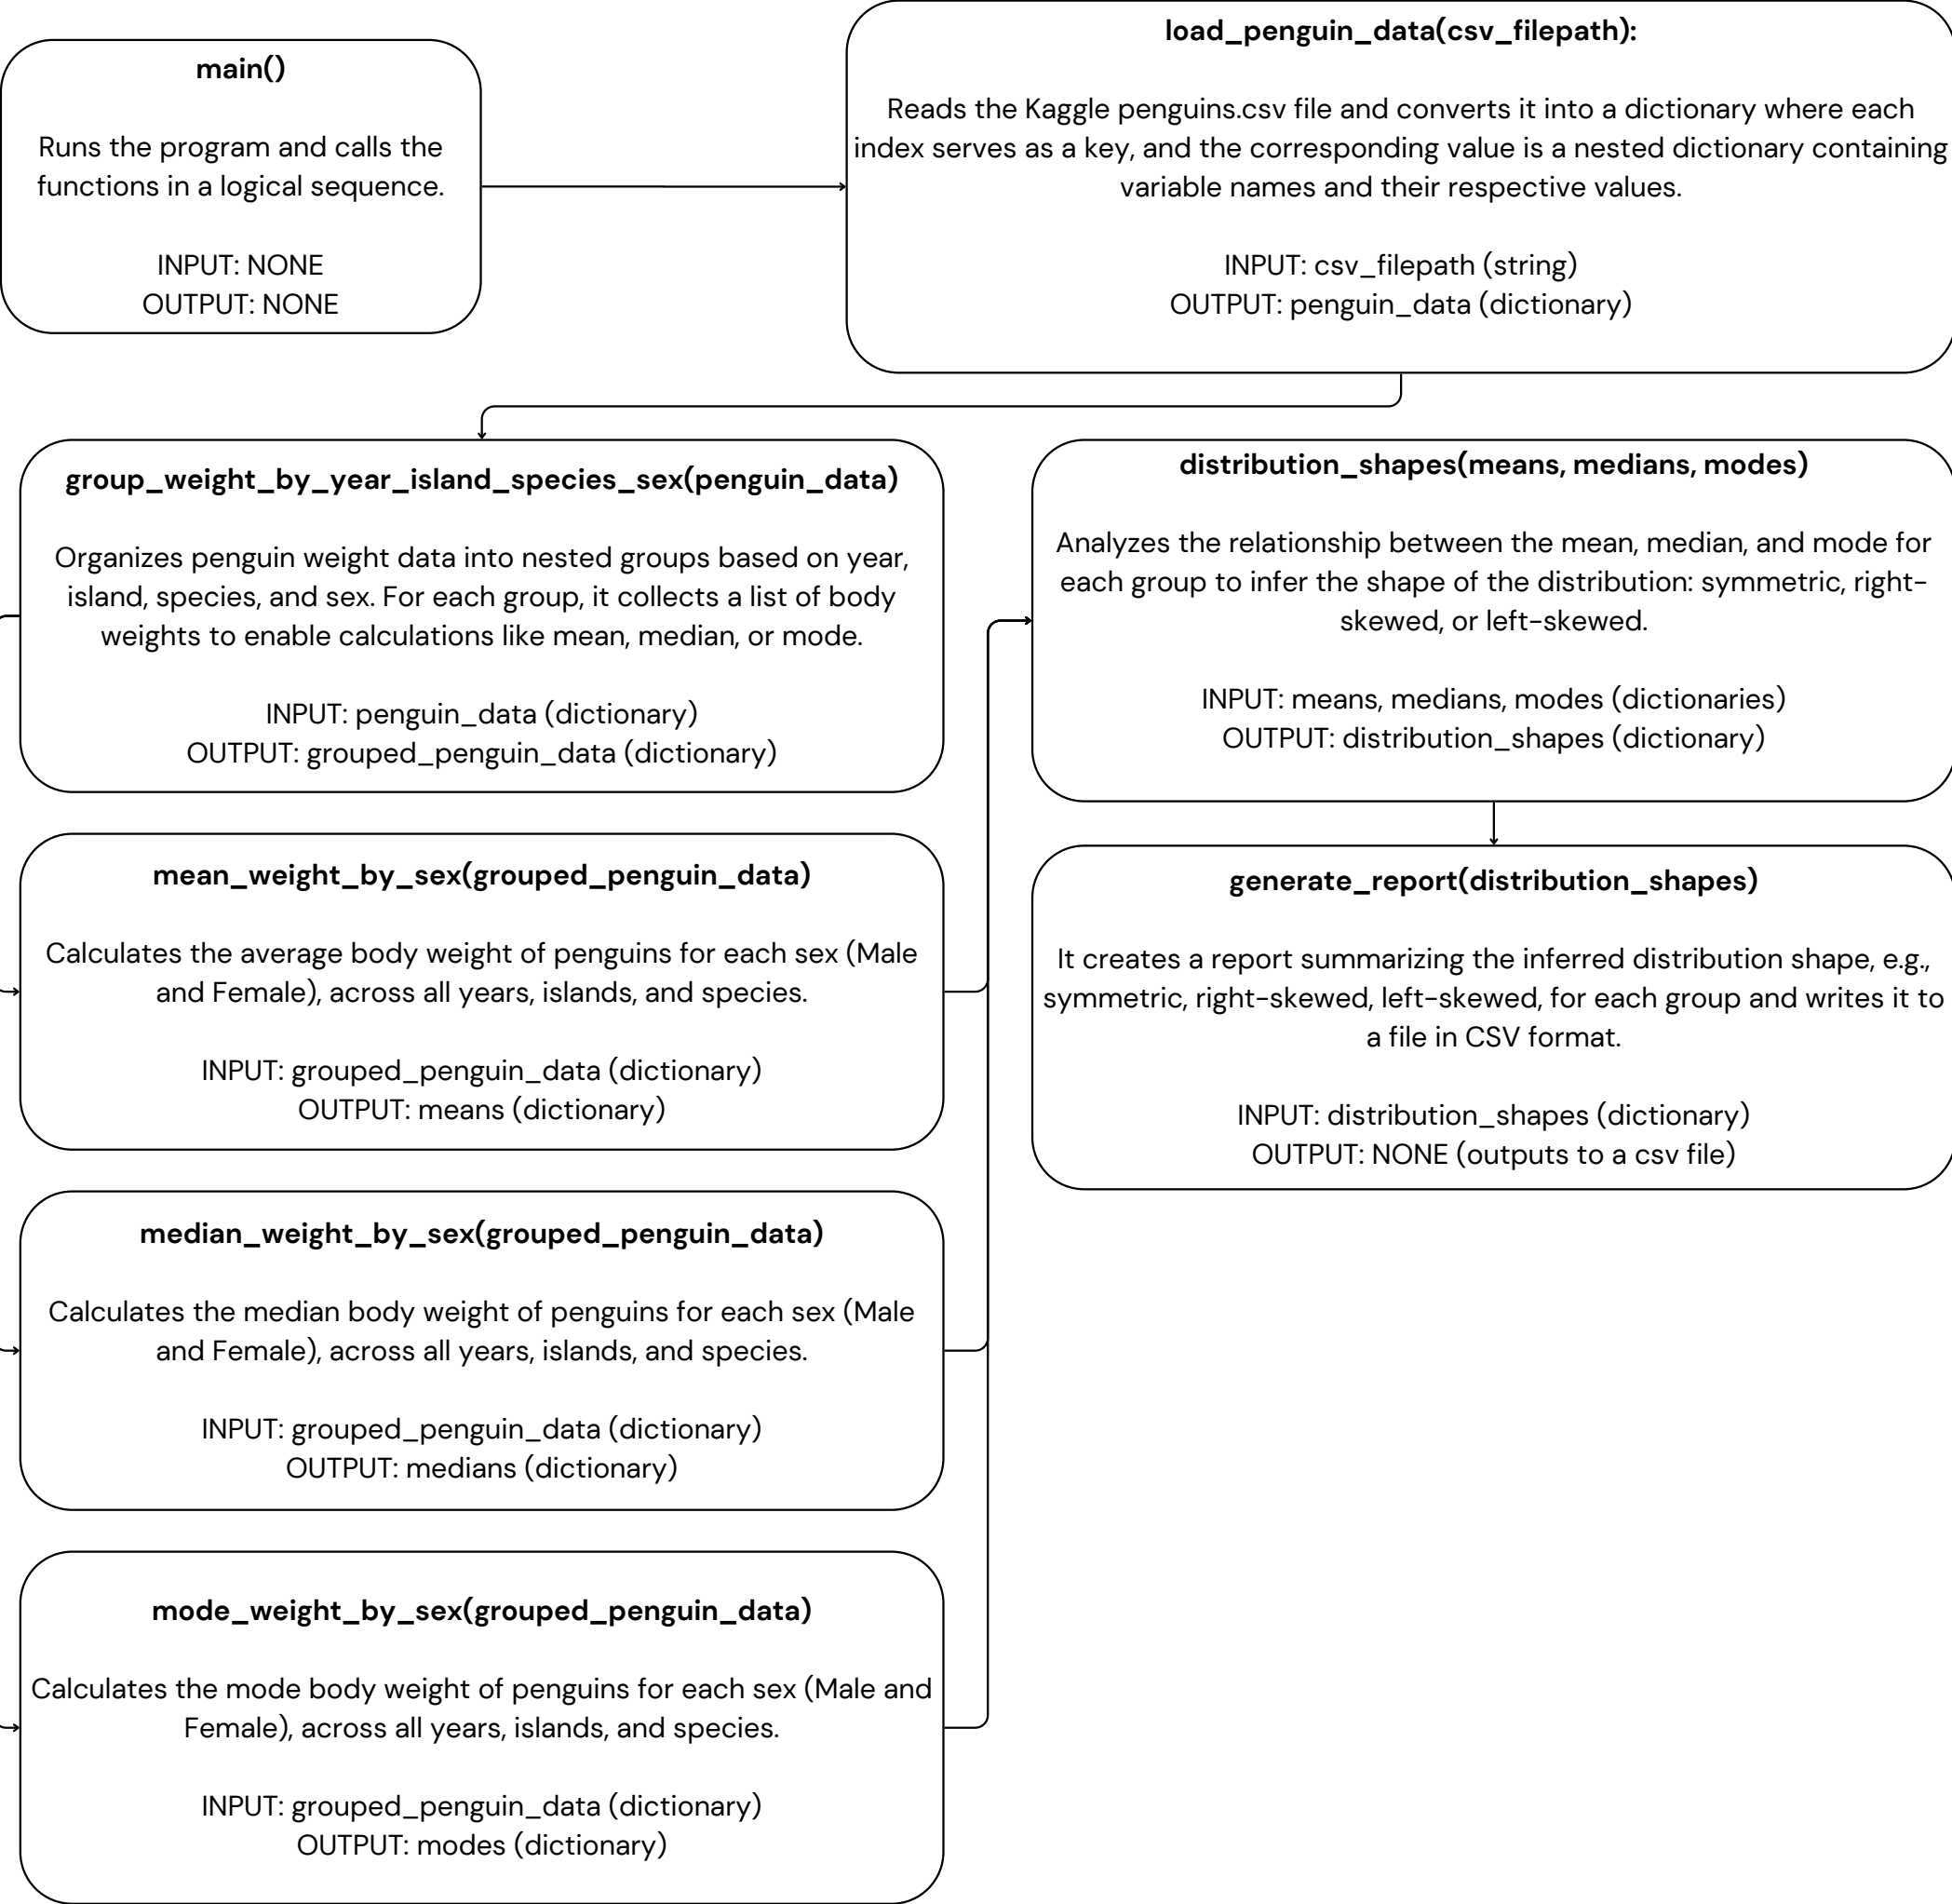 main()
Runs the program and calls the
functions in a logical sequence.
INPUT: NONE
OUTPUT: NONE
load_penguin_data(csv_filepath):
Reads the Kaggle penguins.csv file and converts it into a dictionary where each
index serves as a key, and the corresponding value is a nested dictionary containing
variable names and their respective values.
INPUT: csv_filepath (string)
OUTPUT: penguin_data (dictionary)
group_weight_by_year_island_species_sex(penguin_data)
Organizes penguin weight data into nested groups based on year,
island, species, and sex. For each group, it collects a list of body
weights to enable calculations like mean, median, or mode.
INPUT: penguin_data (dictionary)
OUTPUT: grouped_penguin_data (dictionary)
mean_weight_by_sex(grouped_penguin_data)
Calculates the average body weight of penguins for each sex (Male
and Female), across all years, islands, and species.
INPUT: grouped_penguin_data (dictionary)
OUTPUT: means (dictionary)
median_weight_by_sex(grouped_penguin_data)
Calculates the median body weight of penguins for each sex (Male
and Female), across all years, islands, and species.
INPUT: grouped_penguin_data (dictionary)
OUTPUT: medians (dictionary)
mode_weight_by_sex(grouped_penguin_data)
Calculates the mode body weight of penguins for each sex (Male and
Female), across all years, islands, and species.
INPUT: grouped_penguin_data (dictionary)
OUTPUT: modes (dictionary)
distribution_shapes(means, medians, modes)
Analyzes the relationship between the mean, median, and mode for
each group to infer the shape of the distribution: symmetric, right-
skewed, or left-skewed.
INPUT: means, medians, modes (dictionaries)
OUTPUT: distribution_shapes (dictionary)
generate_report(distribution_shapes)
It creates a report summarizing the inferred distribution shape, e.g.,
symmetric, right-skewed, left-skewed, for each group and writes it to
a file in CSV format.
INPUT: distribution_shapes (dictionary)
OUTPUT: NONE (outputs to a csv file)